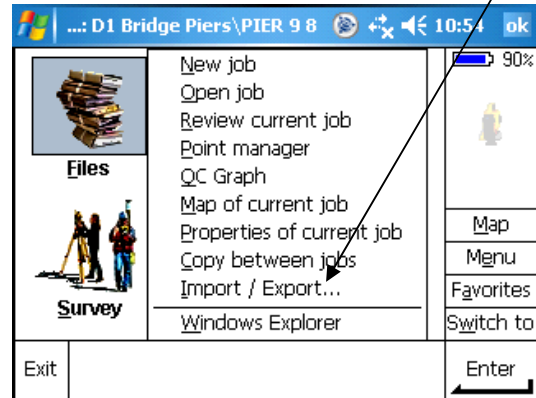 ...: D1 Bridge Piers\PIER 9 8 10:54 ok
90%
New job
Open job
Review current job
Point manager
QC Graph
Map of current job
Properties of current job
Copy between jobs
Import / Export...
Windows Explorer
Files
Survey
Map
Menu
Favorites
Switch to
Exit
Enter